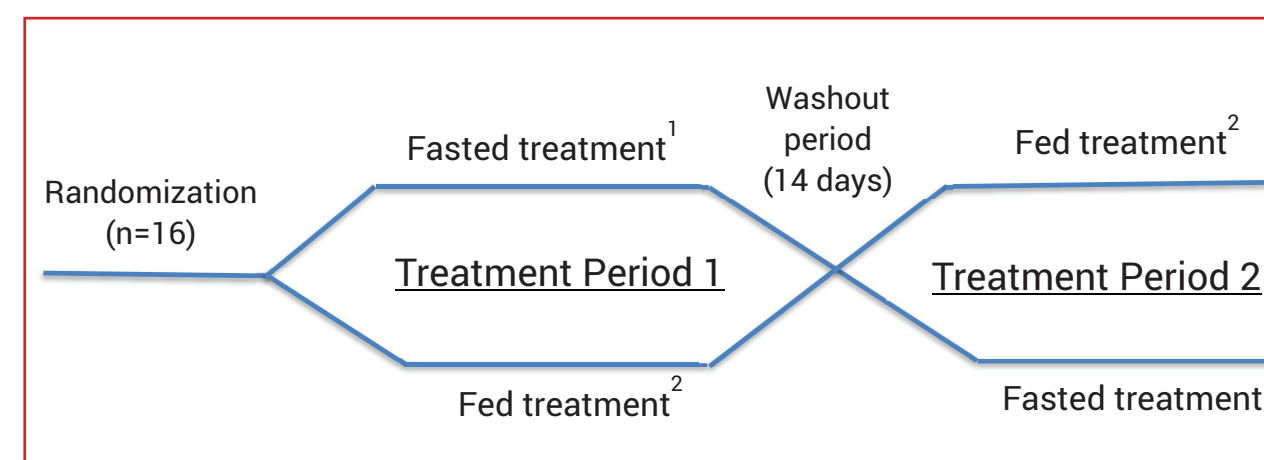 Randomization
(n=16)
Fasted treatment¹
Treatment Period 1
Fed treatment²
Washout
period
(14 days)
Fed treatment²
Treatment Period 2
Fasted treatment